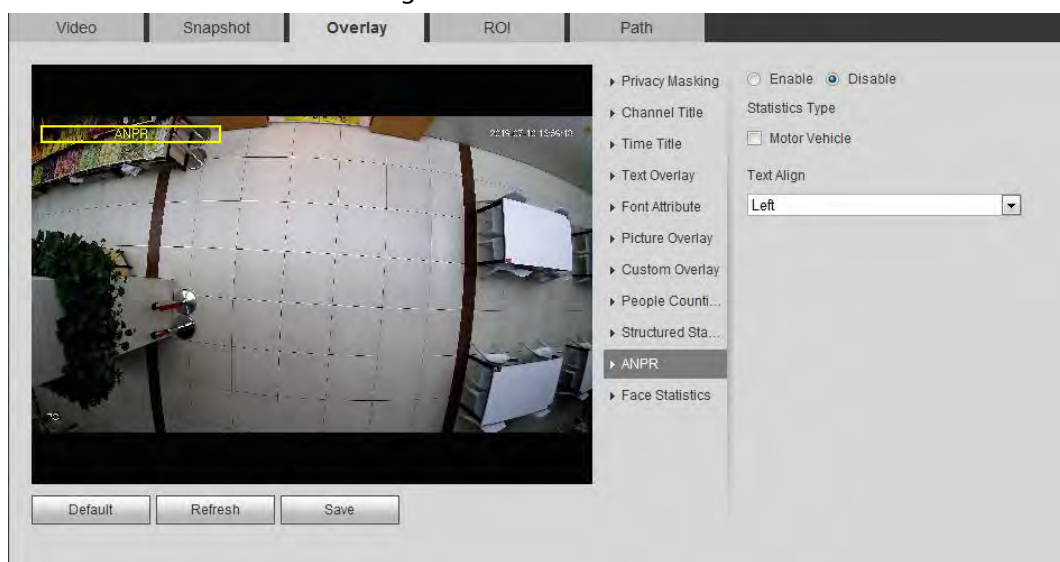 Video
Snapshot
Overlay
ROI
Path
ANPR
Privacy Masking
Channel Title
Time Title
Text Overlay
Font Attribute
Picture Overlay
Custom Overlay
People Counti...
Structured Sta...
ANPR
Face Statistics
Enable
Disable
Statistics Type
Motor Vehicle
Text Align
Left
Default
Refresh
Save